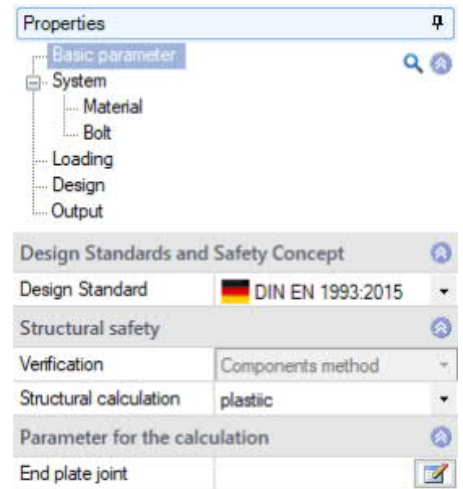 Properties
Basic parameter
System
Material
Bolt
Loading
Design
Output
Design Standards and Safety Concept
Design Standard DIN EN 1993:2015
Structural safety
Verification Components method
Structural calculation plastiic
Parameter for the calculation
End plate joint